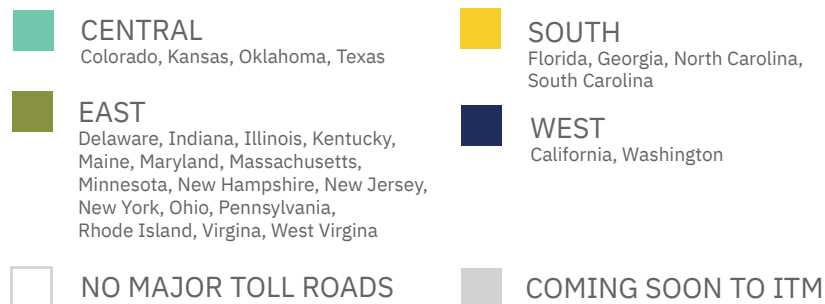 CENTRAL
Colorado, Kansas, Oklahoma, Texas
EAST
Delaware, Indiana, Illinois, Kentucky,
Maine, Maryland, Massachusetts,
Minnesota, New Hampshire, New Jersey,
New York, Ohio, Pennsylvania,
Rhode Island, Virgina, West Virgina
NO MAJOR TOLL ROADS
SOUTH
Florida, Georgia, North Carolina,
South Carolina
WEST
California, Washington
COMING SOON TO ITM